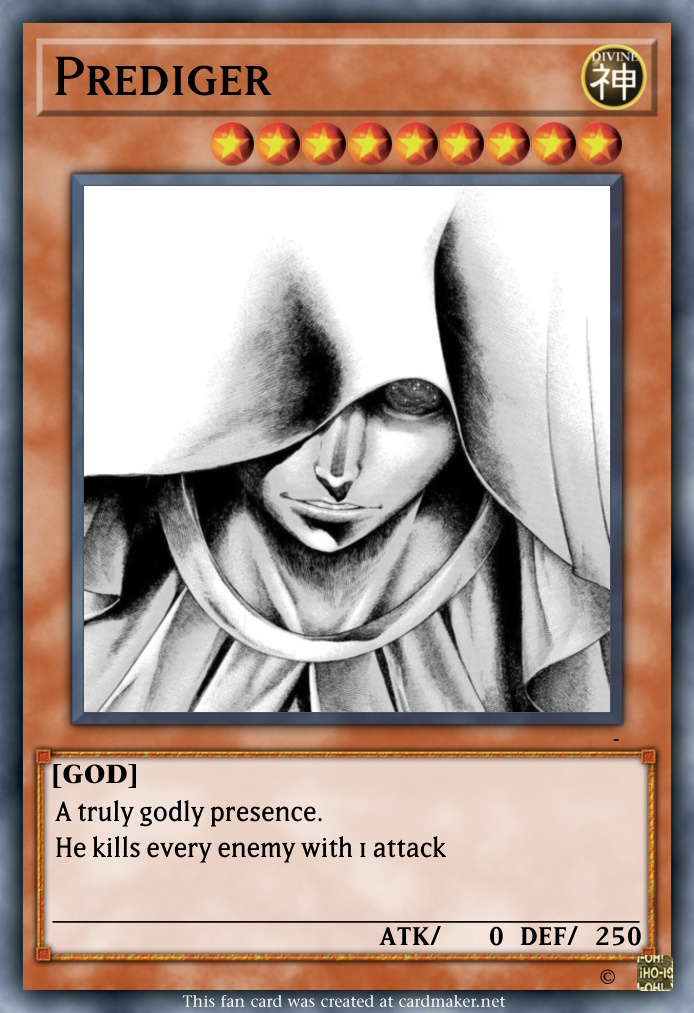 PREDIGER
DIVINE
神
-
[GOD]
A truly godly presence.
He kills every enemy with 1 attack
ATK/ 0 DEF/ 250
©
This fan card was created at cardmaker.net